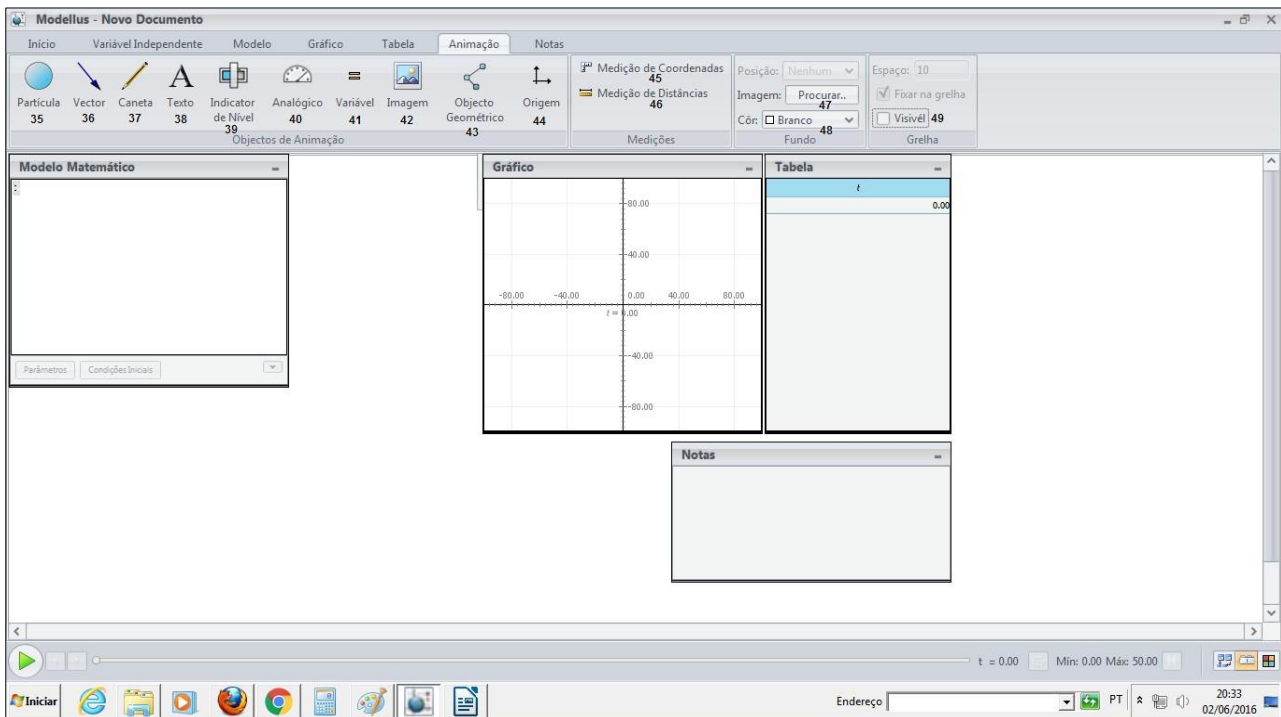 Modellus - Novo Documento
Início Variável Independente Modelo Gráfico Tabela Animação Notas
Partícula Vector Caneta Texto Indicator de Nível Analógico Variável Imagem Objecto Geométrico Origem
35 36 37 38 39 40 41 42 43 44
Objectos de Animação
Medição de Coordenadas
45
Medição de Distâncias
46
Medições
Posição: Nenhum
Imagem: Procurar..
47
Côr: Branco
48
Fundo
Espaço: 10
Fixar na grelha
Visivél 49
Grelha
Modelo Matemático
Parâmetros Condições Iniciais
Gráfico
80.00
40.00
-80.00 -40.00 0.00 40.00 80.00
t = 0.00
-40.00
-80.00
Tabela
t
0.00
Notas
t = 0.00 Mín: 0.00 Máx: 50.00
Iniciar Endereço PT 20:33
02/06/2016